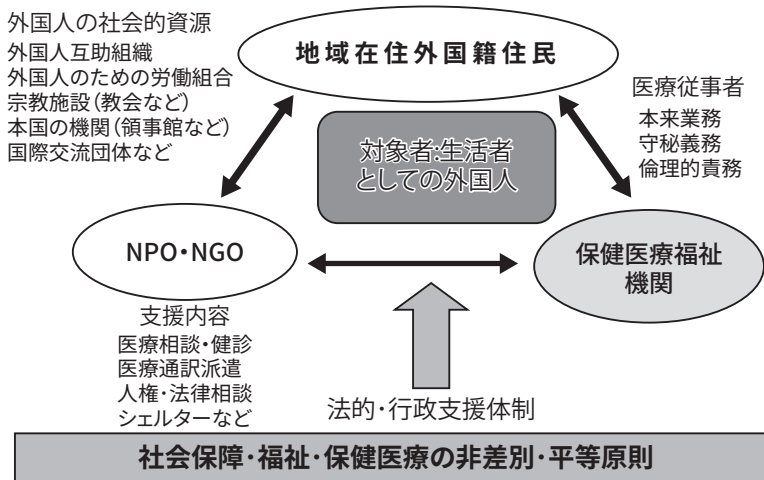 外国人の社会的資源
外国人互助組織
外国人のための労働組合
宗教施設(教会など)
本国の機関(領事館など)
国際交流団体など
地域在住外国籍住民
医療従事者
本来業務
守秘義務
倫理的責務
対象者:生活者
としての外国人
NPO・NGO
保健医療福祉
機関
支援内容
医療相談・健診
医療通訳派遣
人権・法律相談
シェルターなど
法的・行政支援体制
社会保障・福祉・保健医療の非差別・平等原則